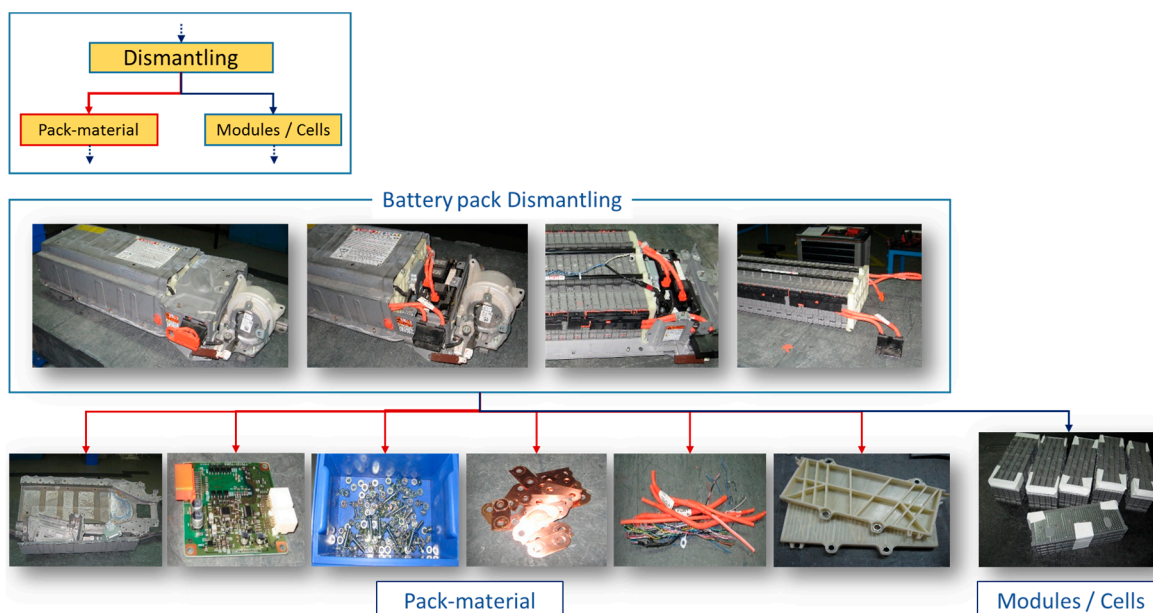 Dismantling
Pack-material
Modules / Cells
Battery pack Dismantling
Pack-material
Modules / Cells